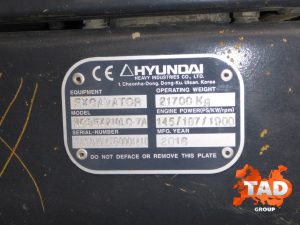 CE HYUNDAI
HEAVY INDUSTRIES CO., LTD.
1, Cheonha-Dong, Dong-Ku, Ulsan, Korea
EQUIPMENT OPERATING WEIGHT
EXCAVATOR 21700 Kg
MODEL ENGINE POWER(PS/KW/rpm)
145/107/1900
SERIAL-NUMBER MFG. YEAR
DO NOT DEFACE OR REMOVE THIS PLATE
TAD
GROUP